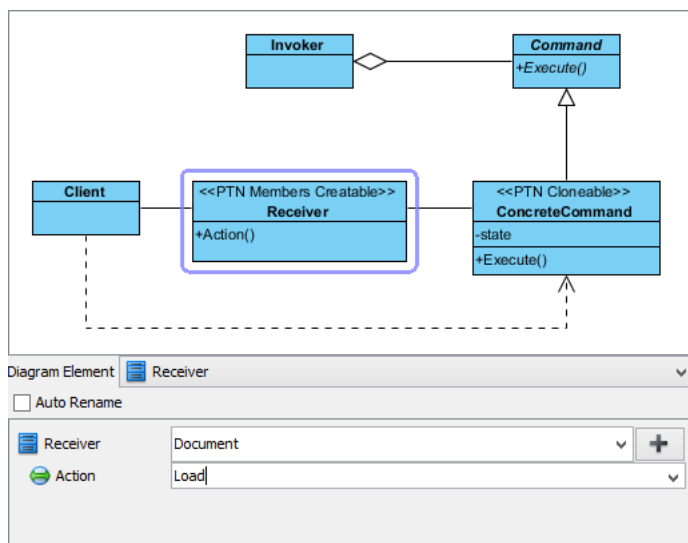 Invoker
Command
+Execute()
Client
<<PTN Members Creatable>>
Receiver
+Action()
<<PTN Cloneable>>
ConcreteCommand
-state
+Execute()
Diagram Element Receiver
Auto Rename
Receiver Document
Action Load